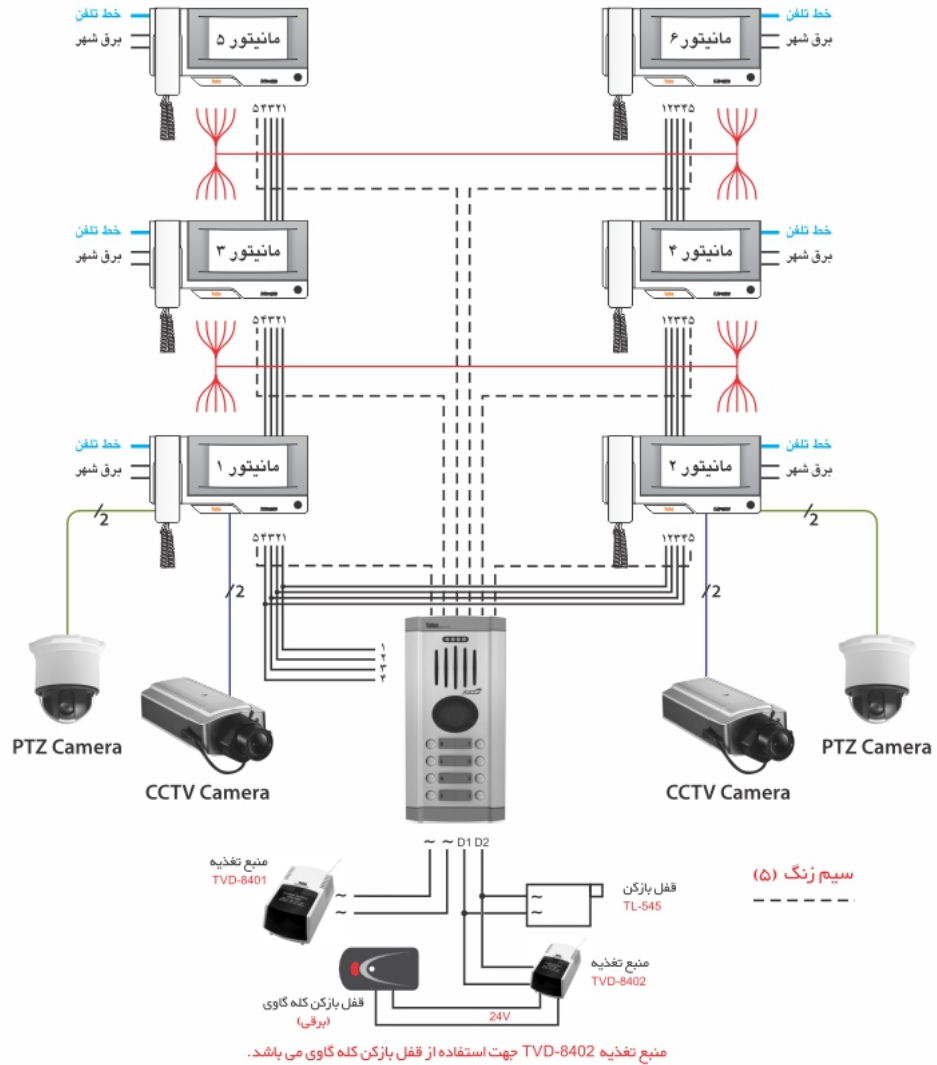 خط تلفن
برق شهر
مانیتور ۵
مانیتور ۶
خط تلفن
برق شهر
۵۴۳۲۱
۱۲۳۴۵
خط تلفن
برق شهر
مانیتور ۳
مانیتور ۴
خط تلفن
برق شهر
۵۴۳۲۱
۱۲۳۴۵
خط تلفن
برق شهر
مانیتور ۱
مانیتور ۲
خط تلفن
برق شهر
/2
/2
۵۴۳۲۱
۱۲۳۴۵
/2
/2
۱
۲
۳
۴
PTZ Camera
CCTV Camera
CCTV Camera
PTZ Camera
~ ~ D1 D2
منبع تغذیه
TVD-8401
~
~
~
~
قفل بازکن
TL-545
سیم زنگ (۵)
منبع تغذیه
TVD-8402
قفل بازکن کله گاوی
(برقی)
24V
منبع تغذیه TVD-8402 جهت استفاده از قفل بازکن کله گاوی می باشد.